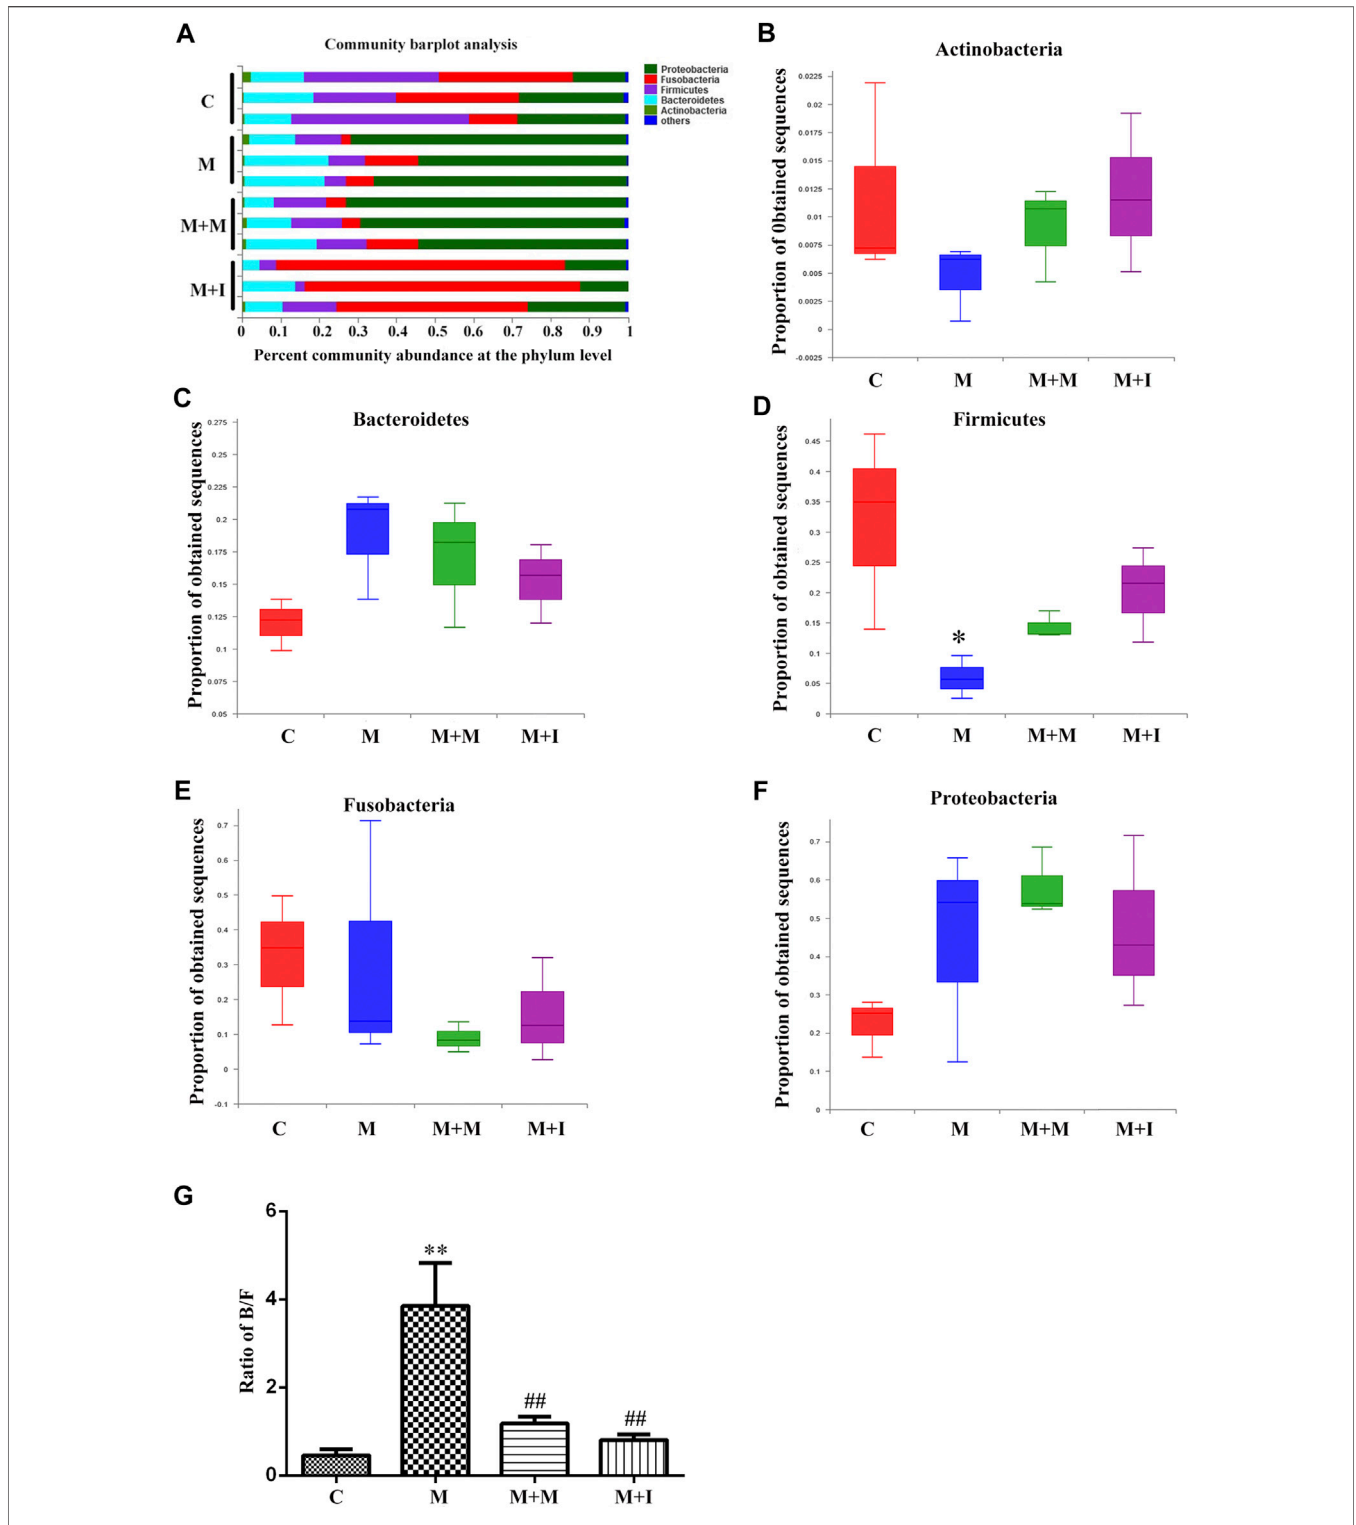 A
Community barplot analysis
Proteobacteria
Fusobacteria
Firmicutes
Bacteroidetes
Actinobacteria
others
C
M
M+M
M+I
0 0.1 0.2 0.3 0.4 0.5 0.6 0.7 0.8 0.9 1
Percent community abundance at the phylum level
B
Actinobacteria
Proportion of 0btained sequences
0.0225
0.02
0.0175
0.015
0.0125
0.01
0.0075
0.005
0.0025
0
-0.0025
C M M+M M+I
C
Bacteroidetes
Proportion of obtained sequences
0.275
0.25
0.225
0.2
0.175
0.15
0.125
0.1
0.075
0.05
C M M+M M+I
D
Firmicutes
Proportion of obtained sequences
0.45
0.4
0.35
0.3
0.25
0.2
0.15
0.1
0.05
0
*
C M M+M M+I
E
Fusobacteria
Proportion of obtained sequences
0.7
0.6
0.5
0.4
0.3
0.2
0.1
0
-0.1
C M M+M M+I
F
Proteobacteria
Proportion of obtained sequences
0.7
0.6
0.5
0.4
0.3
0.2
0.1
0
C M M+M M+I
G
Ratio of B/F
6
4
2
0
**
##
##
C M M+M M+I